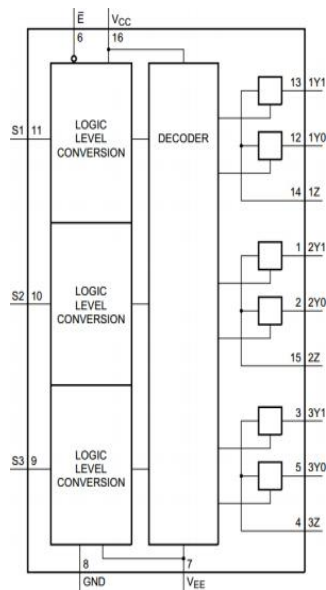 E VCC
6 16
13 1Y1
S1 11 LOGIC LEVEL CONVERSION
DECODER
12 1Y0
14 1Z
1 2Y1
S2 10 LOGIC LEVEL CONVERSION
2 2Y0
15 2Z
3 3Y1
S3 9 LOGIC LEVEL CONVERSION
5 3Y0
4 3Z
8 7
GND VEE